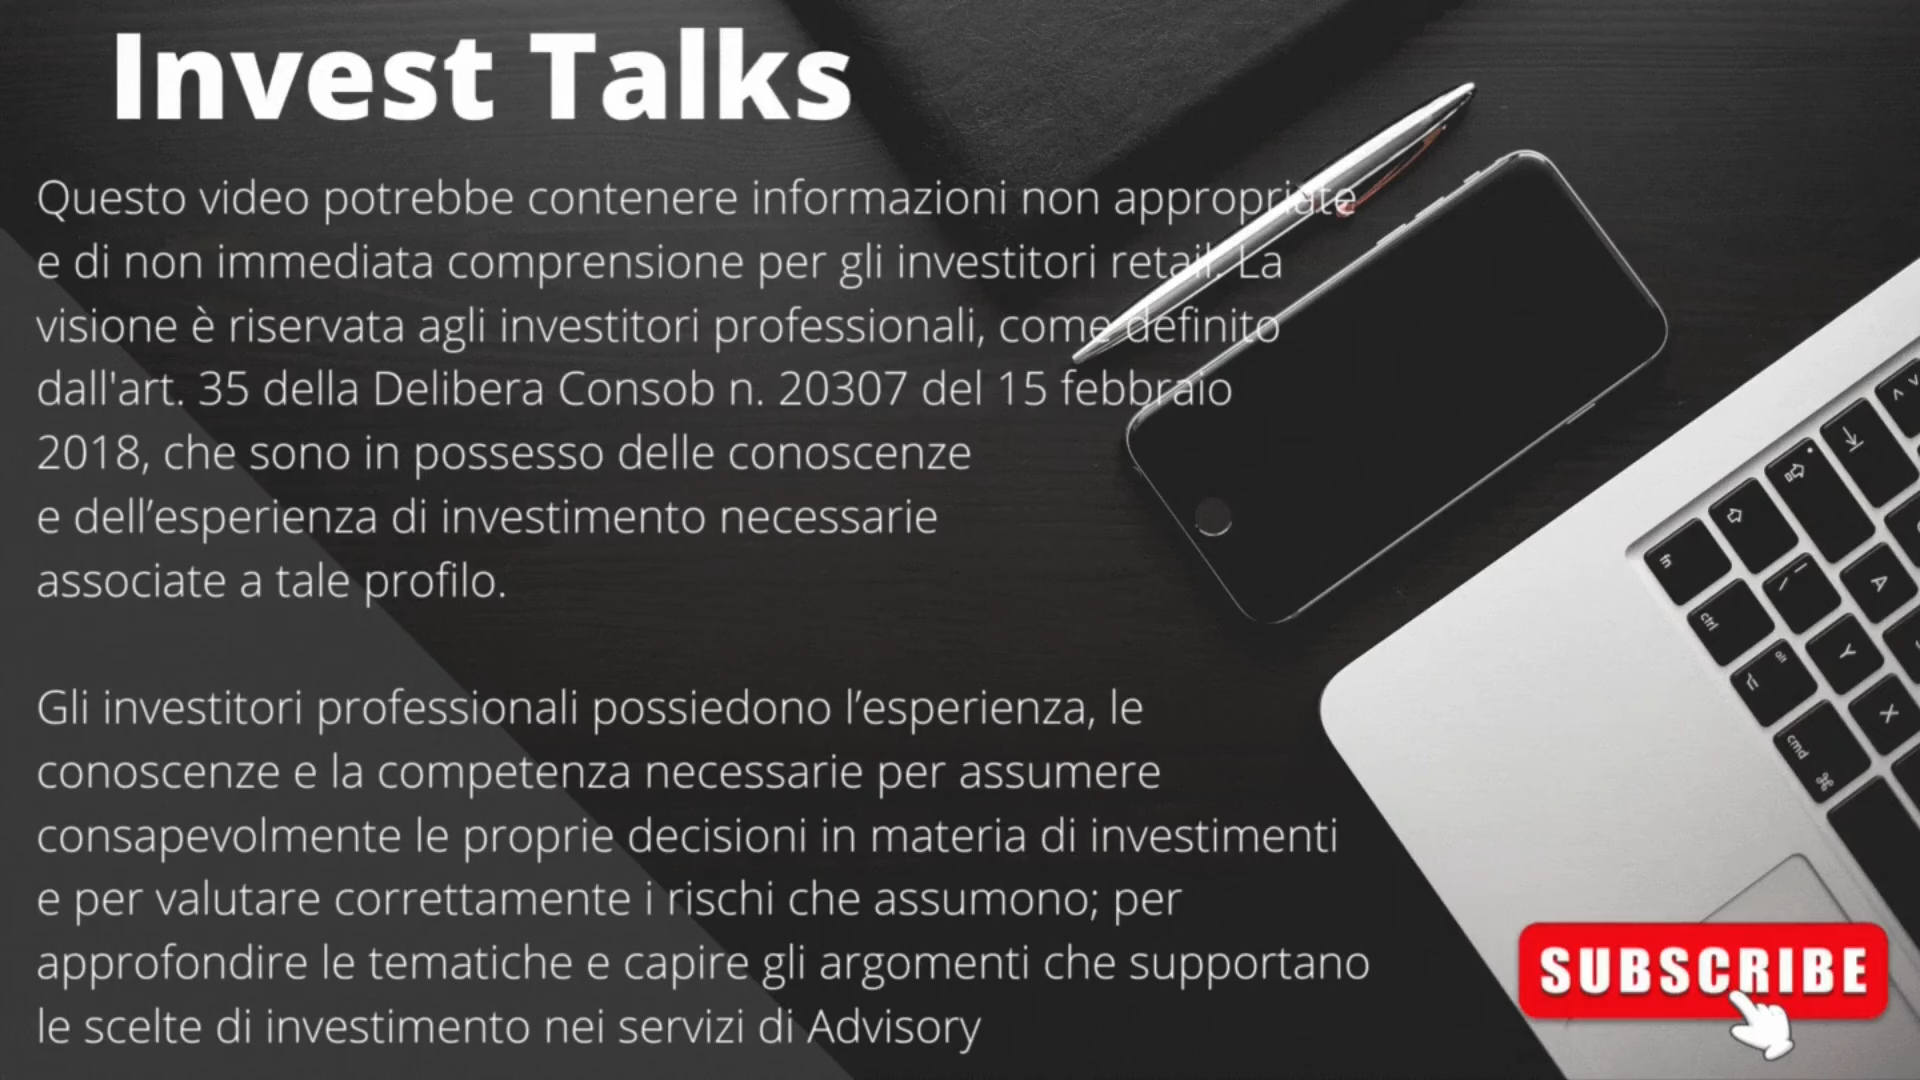 Invest Talks
Questo video potrebbe contenere informazioni non appropriate
e di non immediata comprensione per gli investitori retail. La
visione è riservata agli investitori professionali, come definito
dall'art. 35 della Delibera Consob n. 20307 del 15 febbraio
2018, che sono in possesso delle conoscenze
e dell’esperienza di investimento necessarie
associate a tale profilo.
Gli investitori professionali possiedono l’esperienza, le
conoscenze e la competenza necessarie per assumere
consapevolmente le proprie decisioni in materia di investimenti
e per valutare correttamente i rischi che assumono; per
approfondire le tematiche e capire gli argomenti che supportano
le scelte di investimento nei servizi di Advisory
SUBSCRIBE
fn
A
ctrl
Y
alt
X
cmd ⌘